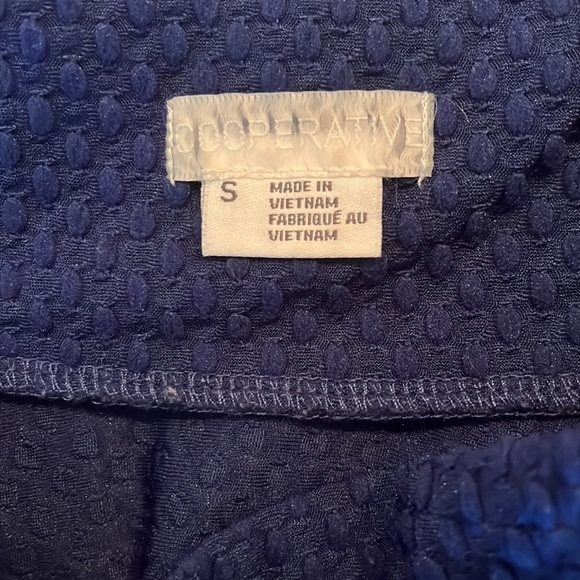 COOPERATIVE
S
MADE IN
VIETNAM
FABRIQUÉ AU
VIETNAM